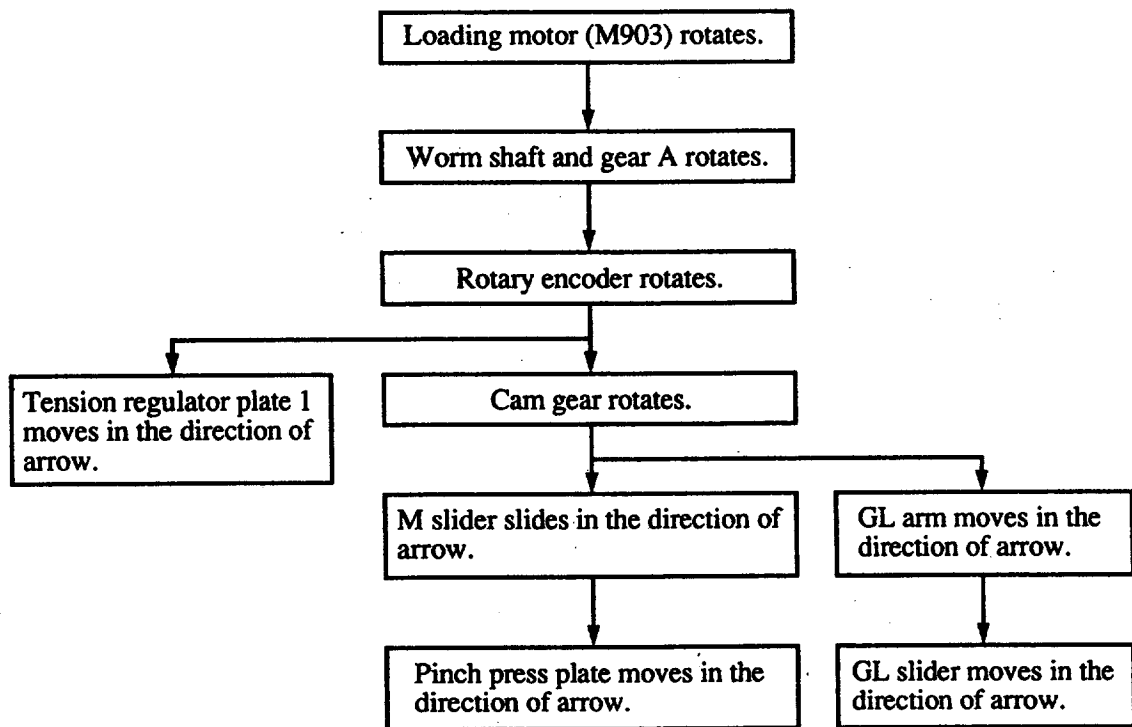 Loading motor (M903) rotates.
Worm shaft and gear A rotates.
Rotary encoder rotates.
Tension regulator plate 1
moves in the direction of
arrow.
Cam gear rotates.
M slider slides in the direction of
arrow.
GL arm moves in the
direction of arrow.
Pinch press plate moves in the
direction of arrow.
GL slider moves in the
direction of arrow.